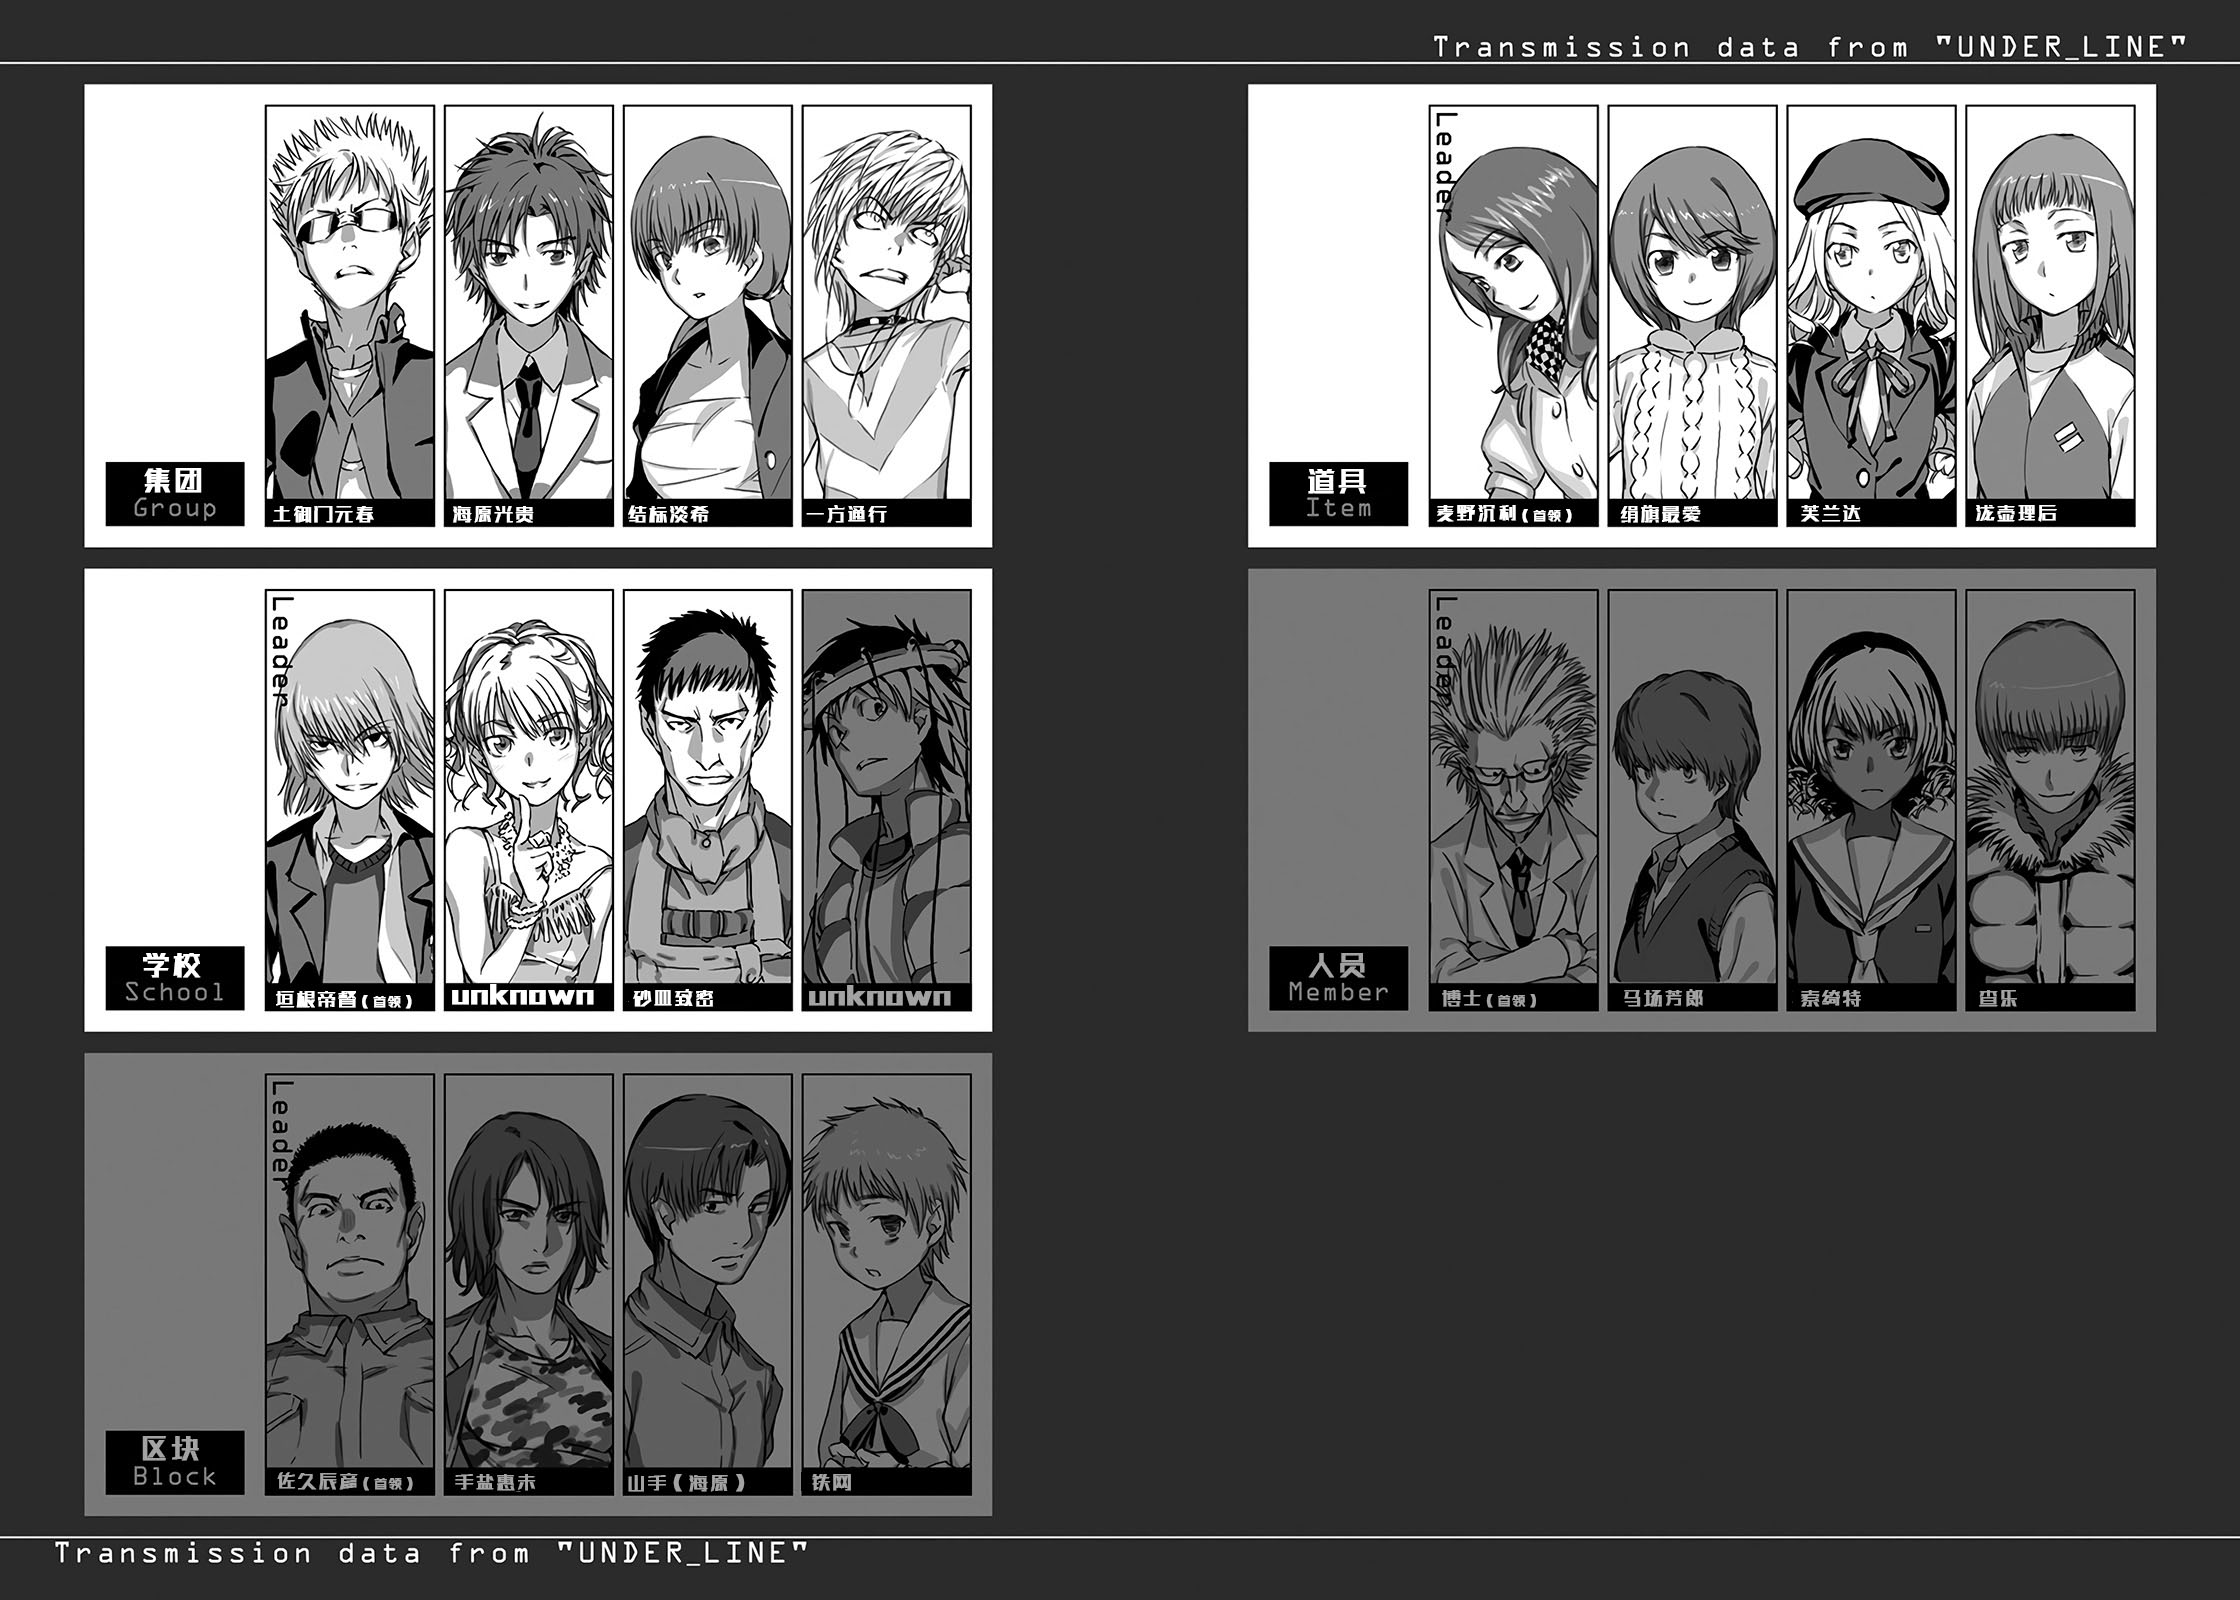 Transmission data from "UNDER_LINE"
集团
Group
土御门元春
海原光贵
结标淡希
一方通行
Leader
道具
Item
麦野沉利(首领)
绢旗最爱
芙兰达
泷壶理后
Leader
学校
School
垣根帝督(首领)
unknown
砂皿致密
unknown
Leader
人员
Member
博士(首领)
马场芳郎
索绮特
查乐
Leader
区块
Block
佐久辰彦(首领)
手盐惠未
山手(海原)
铁网
Transmission data from "UNDER_LINE"